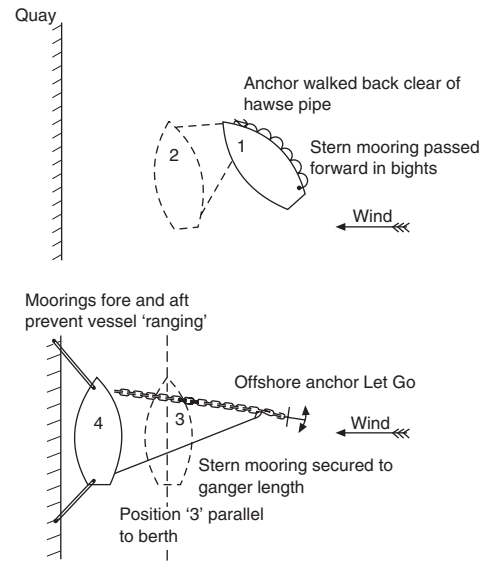 Quay
Anchor walked back clear of
hawse pipe
1
2
Stern mooring passed
forward in bights
Wind
Moorings fore and aft
prevent vessel ‘ranging’
Offshore anchor Let Go
4
3
Wind
Stern mooring secured to
ganger length
Position ‘3’ parallel
to berth